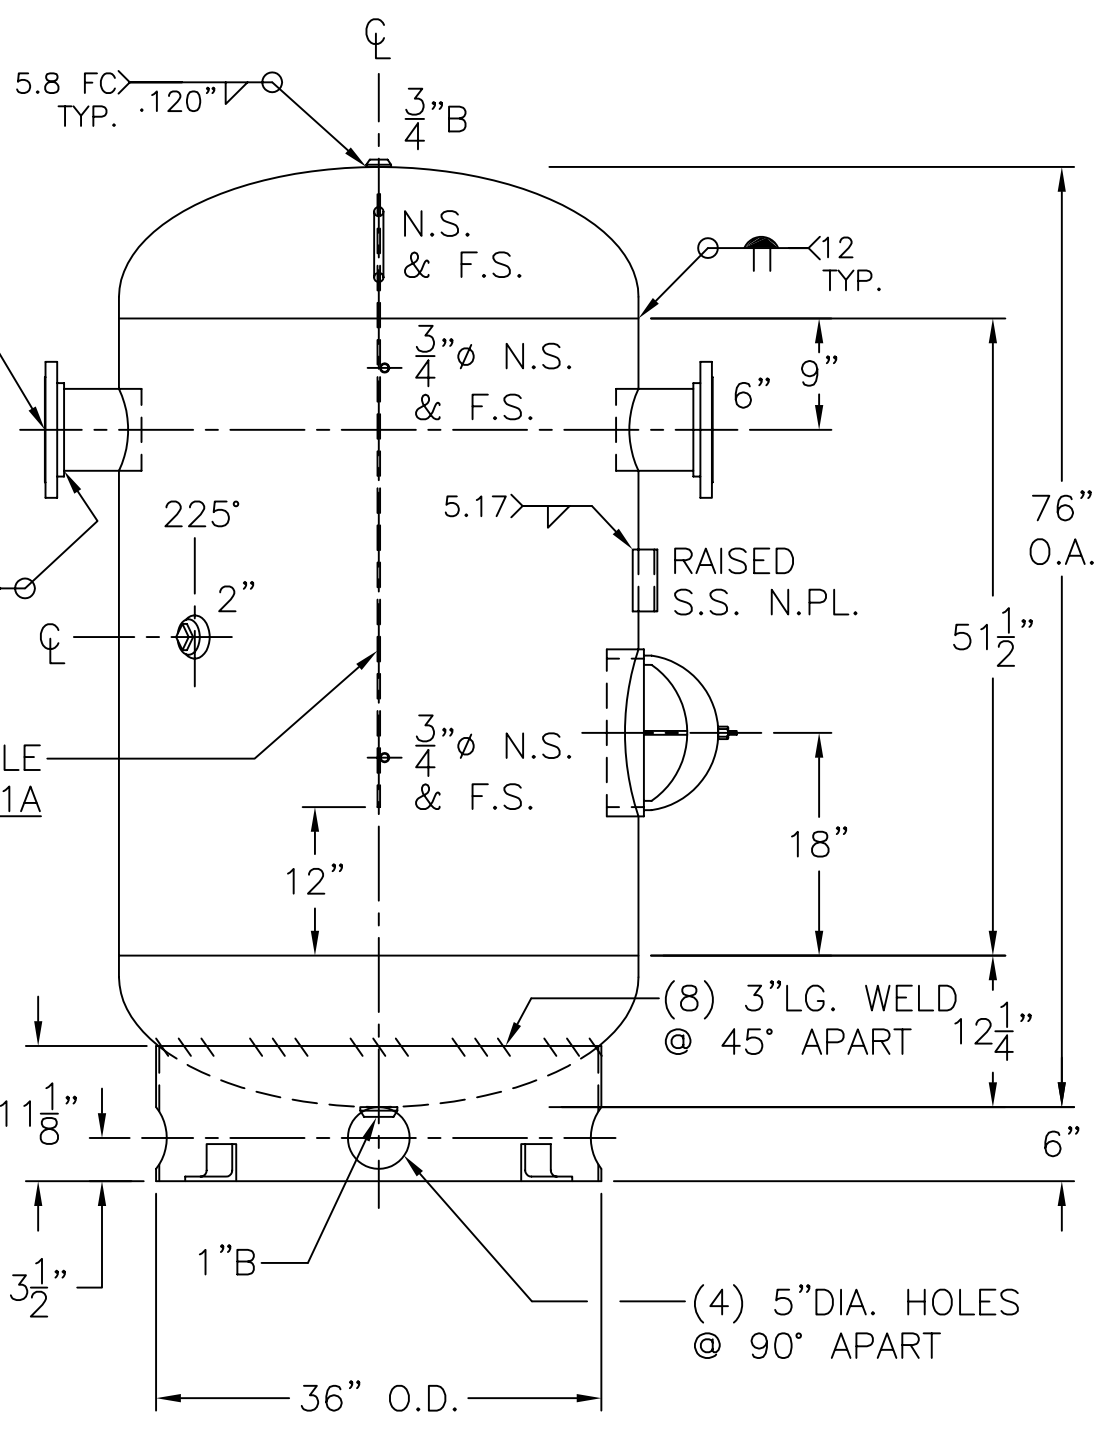 ℄
5.8 FC
.120"
TYP.
3/4"B
N.S.
& F.S.
12
TYP.
3/4"ø N.S.
& F.S.
9"
6"
225°
2"
℄
5.17
RAISED
S.S. N.PL.
76"
O.A.
51 1/2"
LE
1A
3/4"ø N.S.
& F.S.
18"
12"
(8) 3"LG. WELD
@ 45° APART
12 1/4"
11 1/8"
6"
3 1/2"
1"B
(4) 5"DIA. HOLES
@ 90° APART
36" O.D.